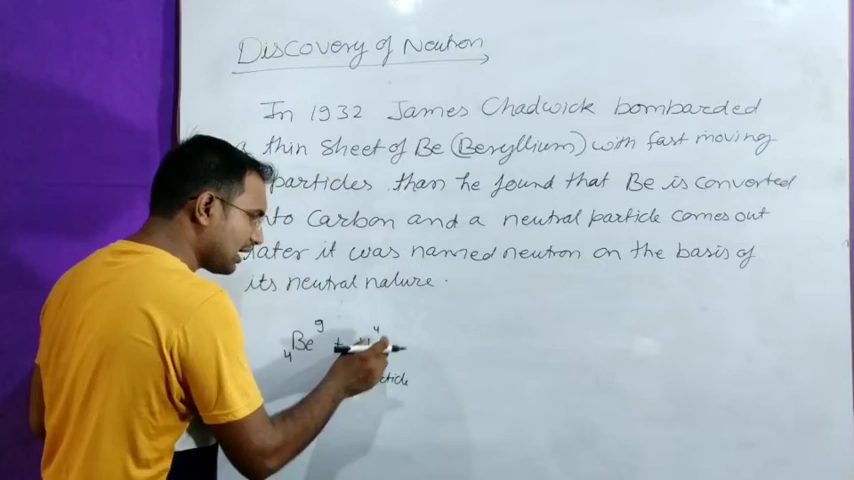 Discovery of Neutron
In 1932 James Chadwick bombarded
a thin sheet of Be (Beryllium) with fast moving
particles. than he found that Be is converted
into Carbon and a neutral particle comes out
later it was named neutron on the basis of
its neutral nature.
4 Be 9 +
4